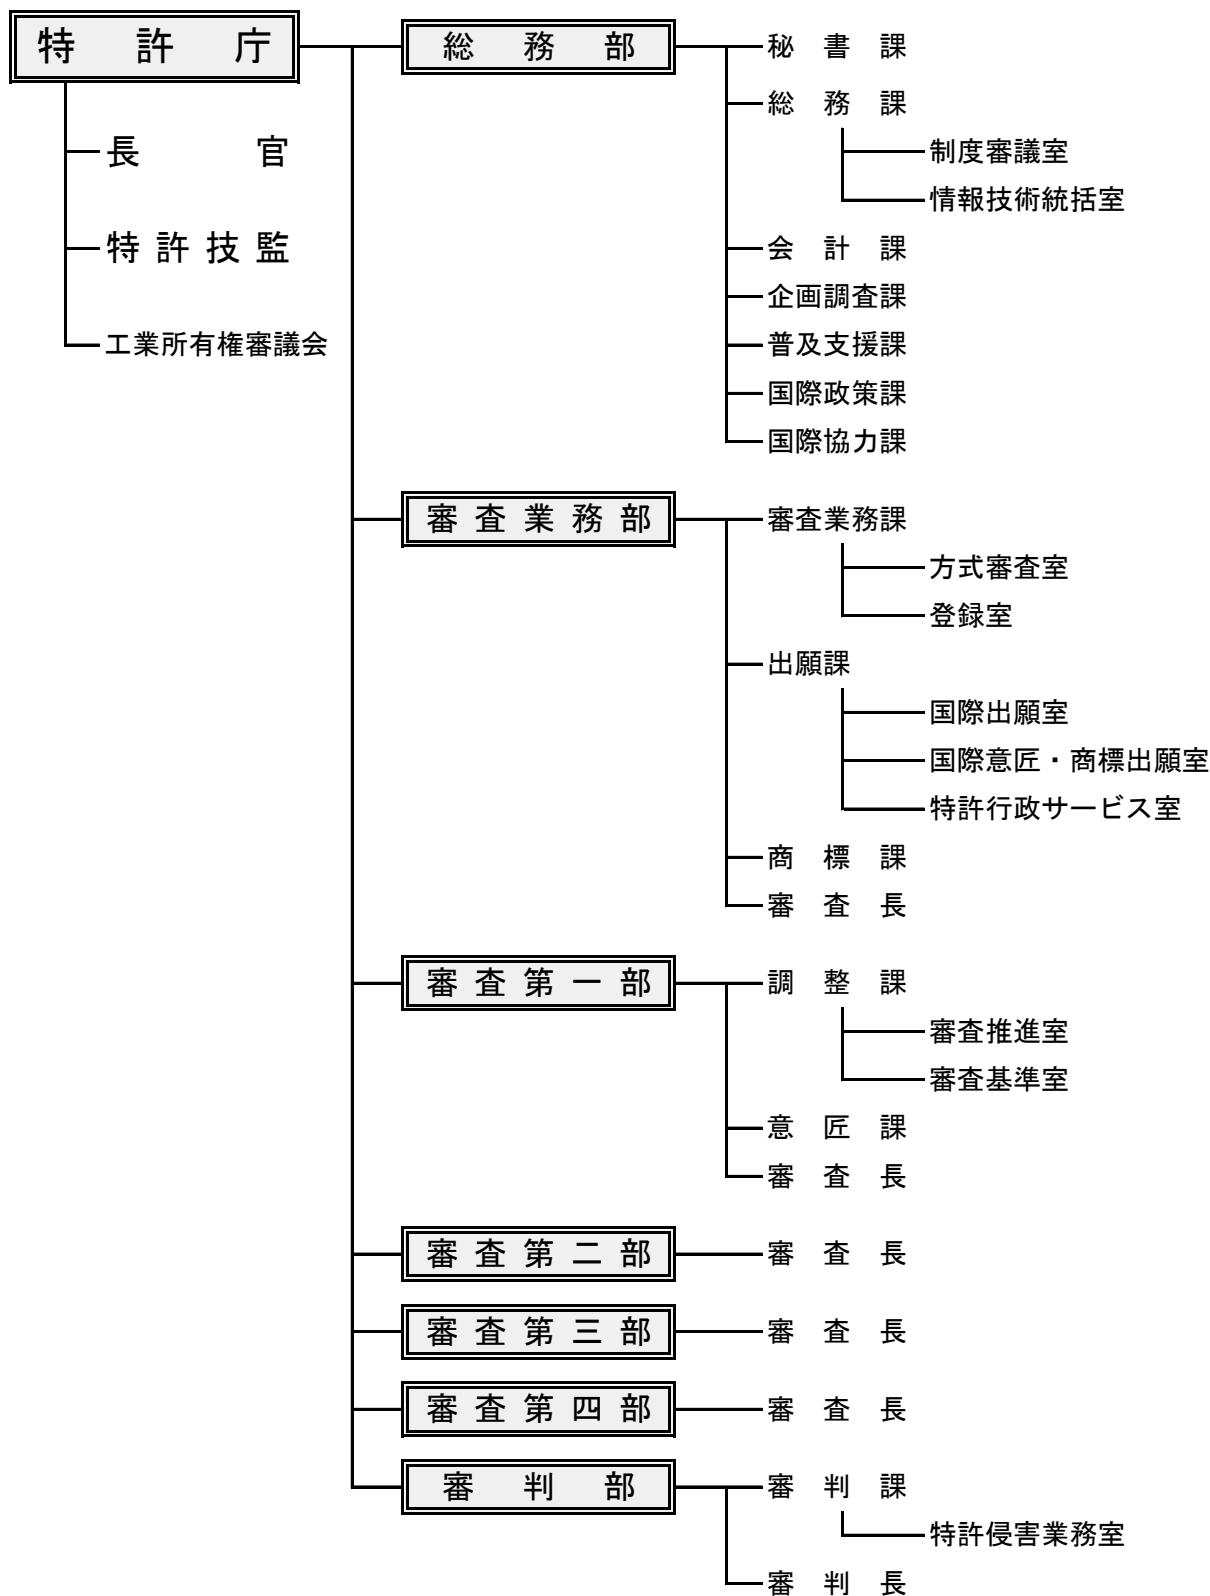 特許庁
長官
特許技監
工業所有権審議会
総務部
秘書課
総務課
制度審議室
情報技術統括室
会計課
企画調査課
普及支援課
国際政策課
国際協力課
審査業務部
審査業務課
方式審査室
登録室
出願課
国際出願室
国際意匠・商標出願室
特許行政サービス室
商標課
審査長
審査第一部
調整課
審査推進室
審査基準室
意匠課
審査長
審査第二部
審査長
審査第三部
審査長
審査第四部
審査長
審判部
審判課
特許侵害業務室
審判長